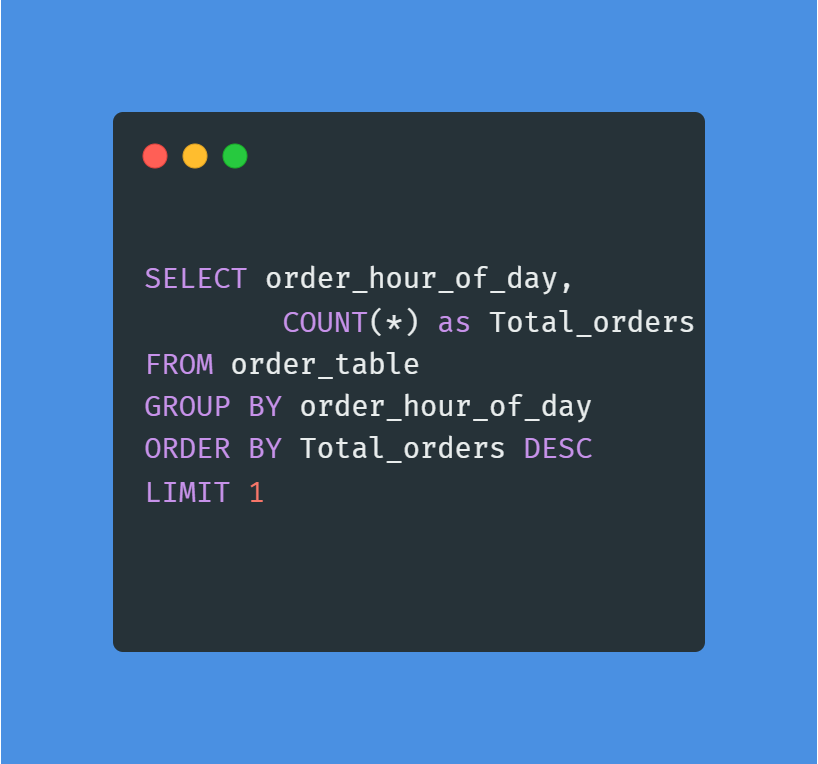 SELECT order_hour_of_day,
COUNT(*) as Total_orders
FROM order_table
GROUP BY order_hour_of_day
ORDER BY Total_orders DESC
LIMIT 1